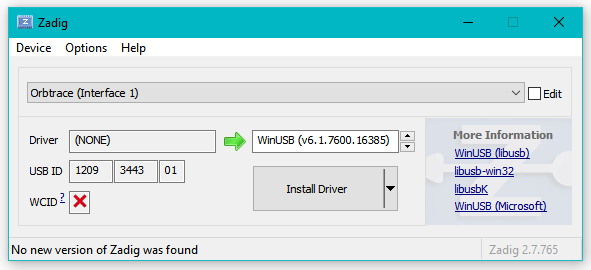 Zadig
Device Options Help
Orbtrace (Interface 1) Edit
Driver (NONE) WinUSB (v6.1.7600.16385)
USB ID 1209 3443 01
WCID ?
Install Driver
More Information
WinUSB (libusb)
libusb-win32
libusbK
WinUSB (Microsoft)
No new version of Zadig was found Zadig 2.7.765